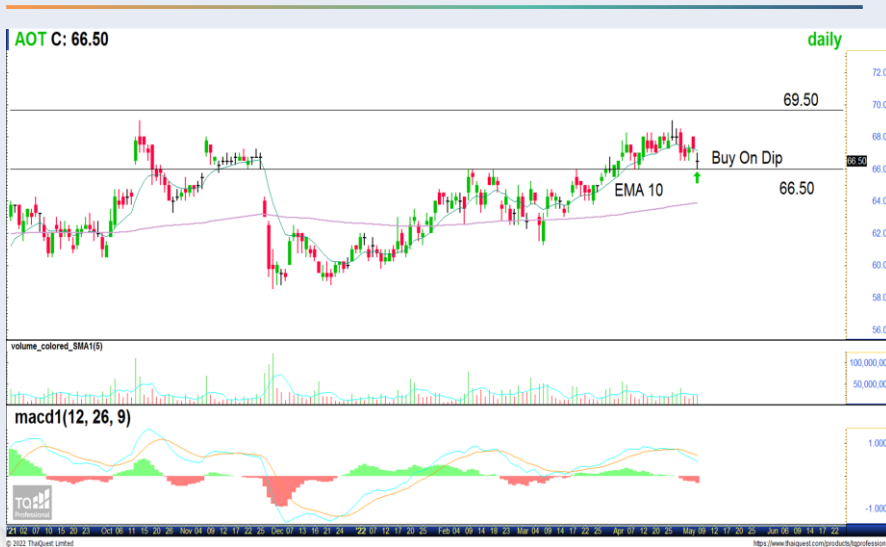 AOT C: 66.50
daily
72.0
69.50
70.0
68.0
Buy On Dip
66.50
66.0
EMA 10
66.50
64.0
62.0
60.0
58.0
56.0
volume_colored_SMA1(5)
100,000,00
50,000,00
macd1(12, 26, 9)
1.000
TQ
Professional
-1.000
'21 02 07 10 15 20 23 Oct 06 11 15 20 26 Nov 04 09 12 17 22 25 Dec 07 13 16 21 24 '22 07 12 17 20 25 Feb 04 09 14 18 23 Mar 04 09 14 17 22 25 Apr 07 12 20 25 May 09 12 20 25 Jun 06 09 14 17 22
© 2022 ThaiQuest Limited
https://www.thaiquest.com/products/tqprofession